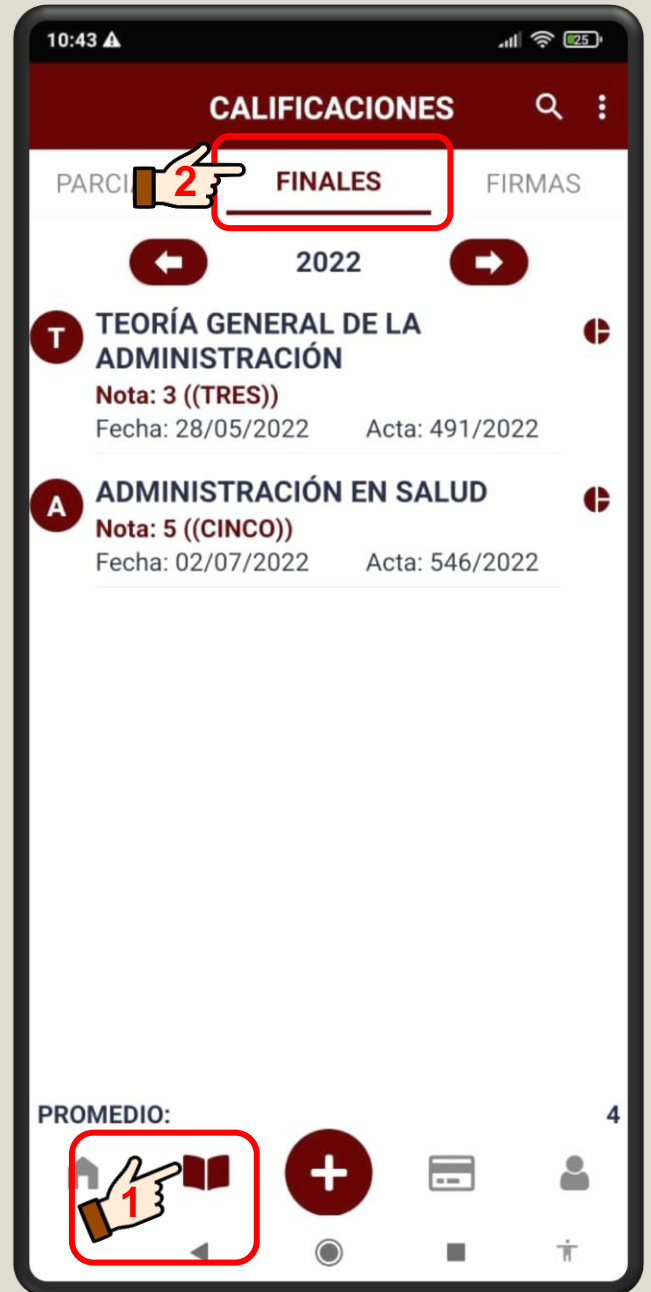 10:43
25
CALIFICACIONES
PARCI
2
FINALES
FIRMAS
2022
T
TEORÍA GENERAL DE LA
ADMINISTRACIÓN
Nota: 3 ((TRES))
Fecha: 28/05/2022 Acta: 491/2022
A
ADMINISTRACIÓN EN SALUD
Nota: 5 ((CINCO))
Fecha: 02/07/2022 Acta: 546/2022
PROMEDIO: 4
1